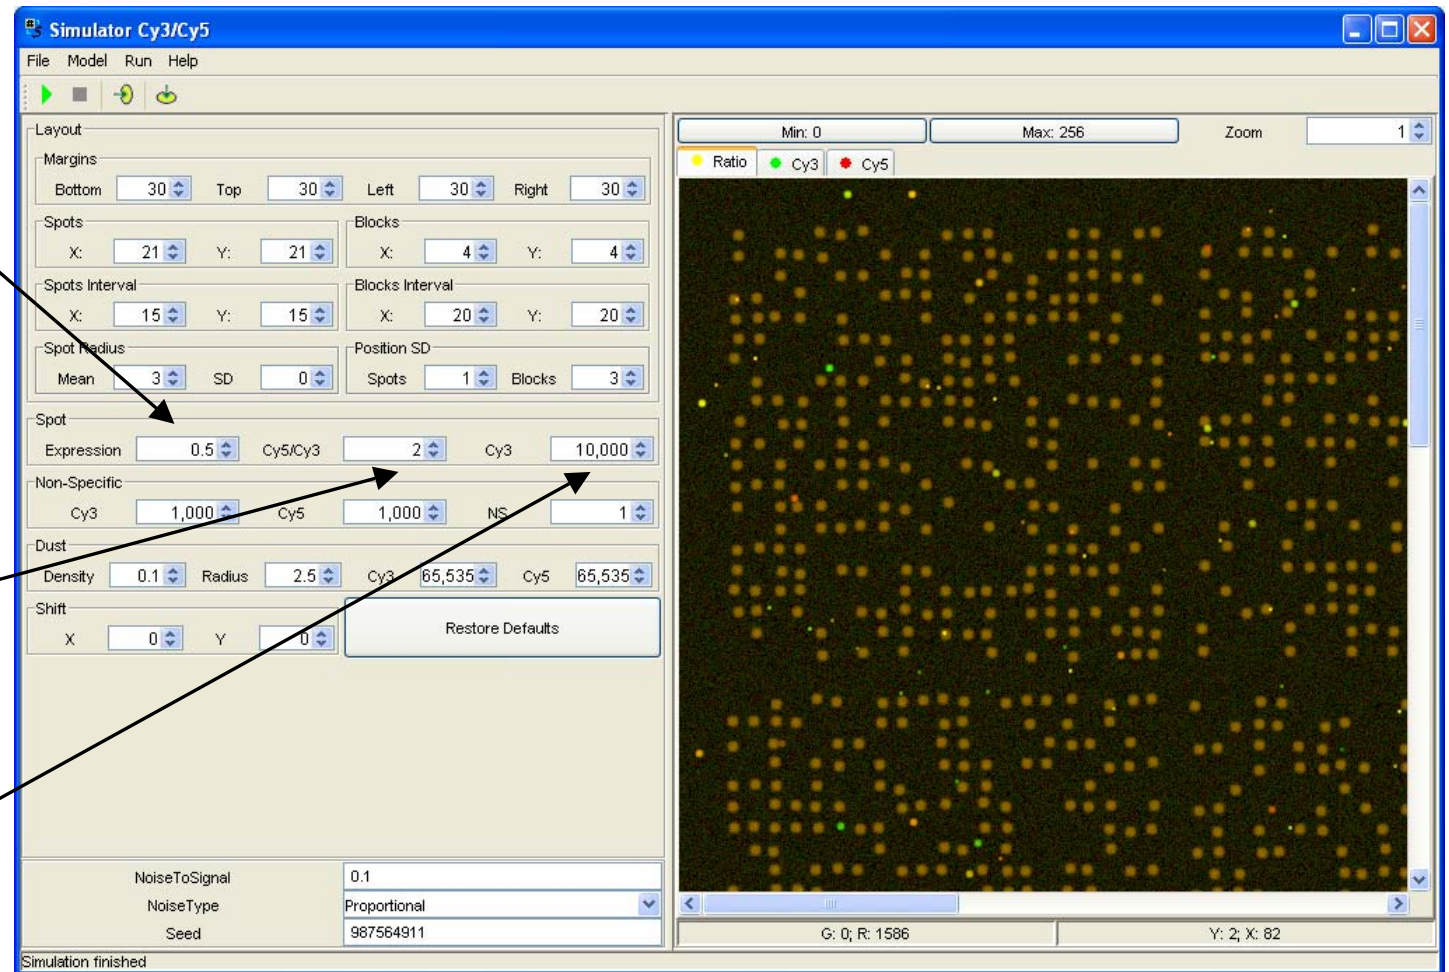 Simulator Cy3/Cy5
File Model Run Help
Layout
Margins
Bottom 30 Top 30 Left 30 Right 30
Spots
X: 21 Y: 21
Blocks
X: 4 Y: 4
Spots Interval
X: 15 Y: 15
Blocks Interval
X: 20 Y: 20
Spot Radius
Mean 3 SD 0
Position SD
Spots 1 Blocks 3
Spot
Expression 0.5 Cy5/Cy3 2 Cy3 10,000
Non-Specific
Cy3 1,000 Cy5 1,000 NS 1
Dust
Density 0.1 Radius 2.5 Cy3 65,535 Cy5 65,535
Shift
X 0 Y 0
Restore Defaults
NoiseToSignal 0.1
NoiseType Proportional
Seed 987564911
Simulation finished
Min: 0 Max: 256 Zoom 1
Ratio Cy3 Cy5
G: 0; R: 1586 Y: 2; X: 82